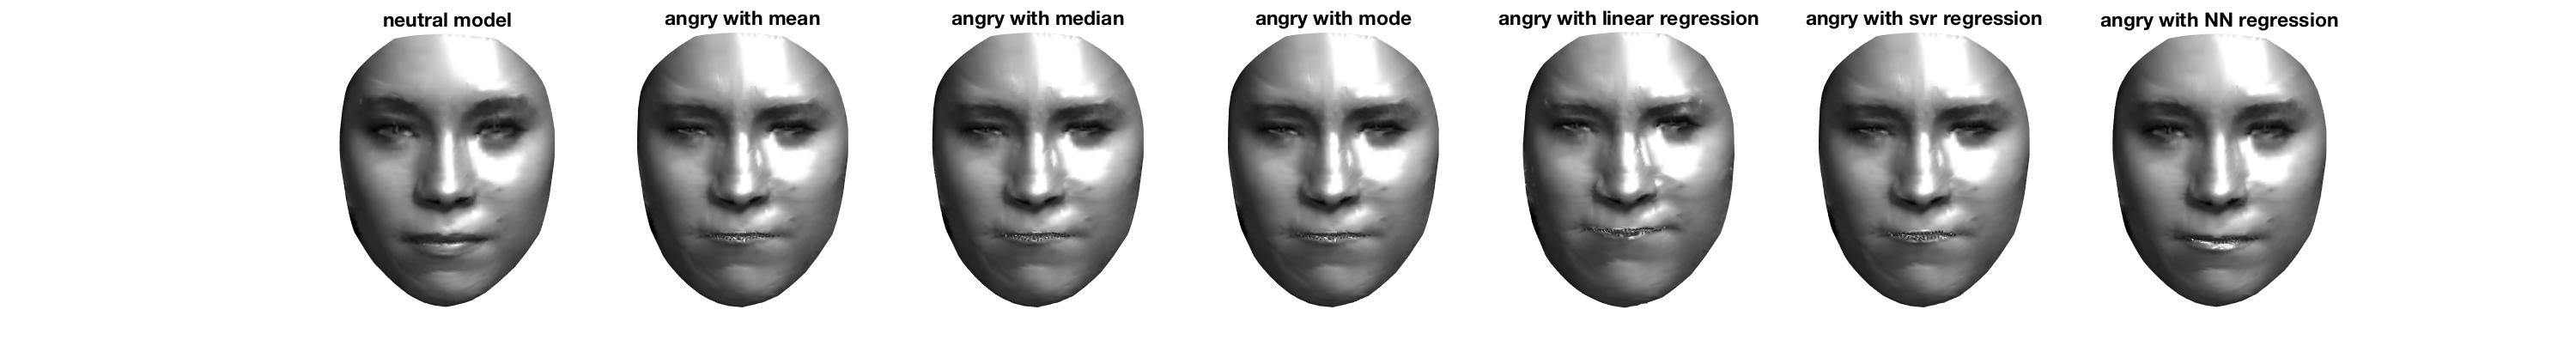 neutral model
angry with mean
angry with median
angry with mode
angry with linear regression
angry with svr regression
angry with NN regression